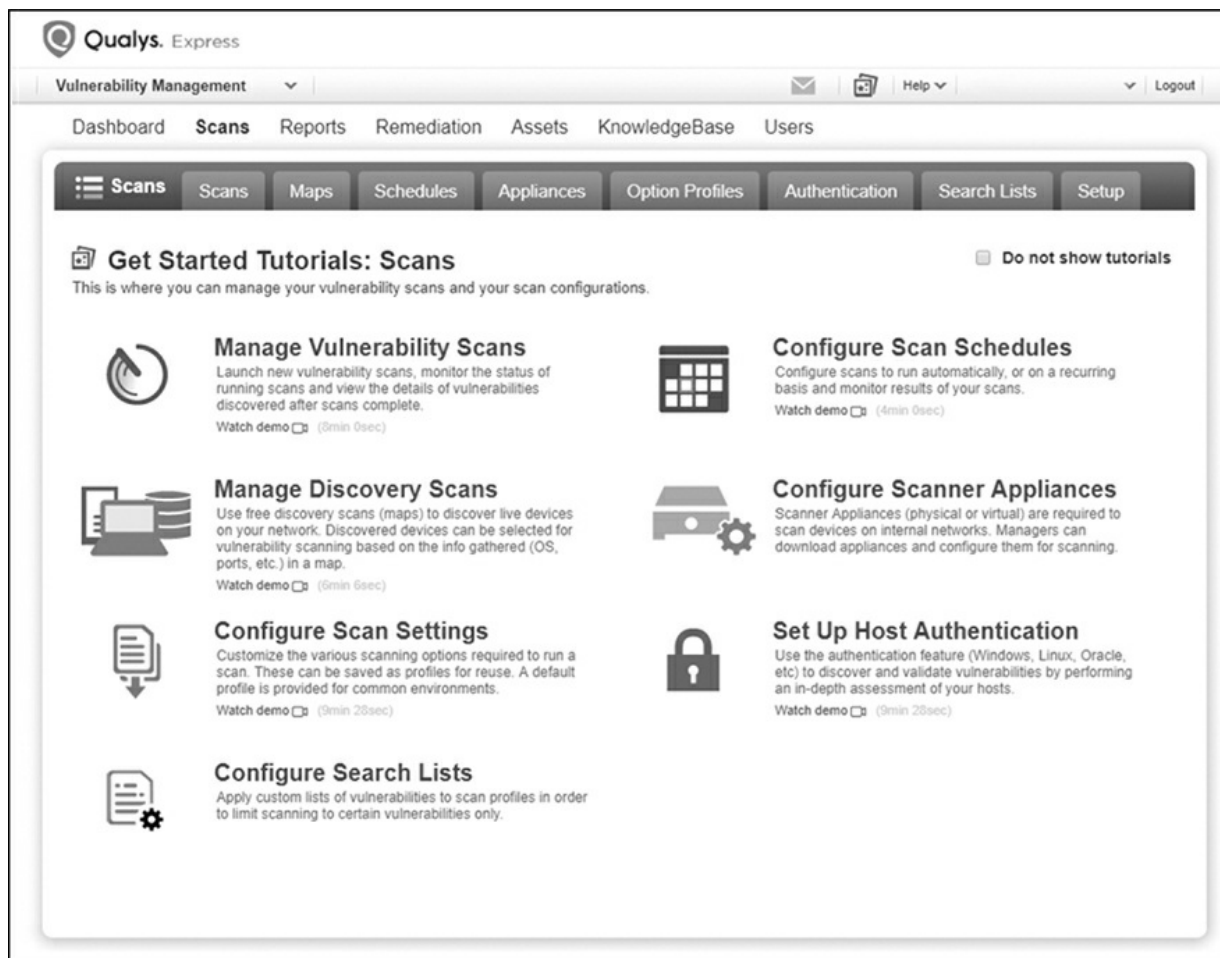 Qualys. Express
Vulnerability Management
Help
Logout
Dashboard Scans Reports Remediation Assets KnowledgeBase Users
Scans Scans Maps Schedules Appliances Option Profiles Authentication Search Lists Setup
Get Started Tutorials: Scans
Do not show tutorials
This is where you can manage your vulnerability scans and your scan configurations.
Manage Vulnerability Scans
Launch new vulnerability scans, monitor the status of
running scans and view the details of vulnerabilities
discovered after scans complete.
Watch demo (8min 0sec)
Configure Scan Schedules
Configure scans to run automatically, or on a recurring
basis and monitor results of your scans.
Watch demo (4min 0sec)
Manage Discovery Scans
Use free discovery scans (maps) to discover live devices
on your network. Discovered devices can be selected for
vulnerability scanning based on the info gathered (OS,
ports, etc.) in a map.
Watch demo (6min 6sec)
Configure Scanner Appliances
Scanner Appliances (physical or virtual) are required to
scan devices on internal networks. Managers can
download appliances and configure them for scanning.
Configure Scan Settings
Customize the various scanning options required to run a
scan. These can be saved as profiles for reuse. A default
profile is provided for common environments.
Watch demo (9min 28sec)
Set Up Host Authentication
Use the authentication feature (Windows, Linux, Oracle,
etc) to discover and validate vulnerabilities by performing
an in-depth assessment of your hosts.
Watch demo (9min 28sec)
Configure Search Lists
Apply custom lists of vulnerabilities to scan profiles in order
to limit scanning to certain vulnerabilities only.